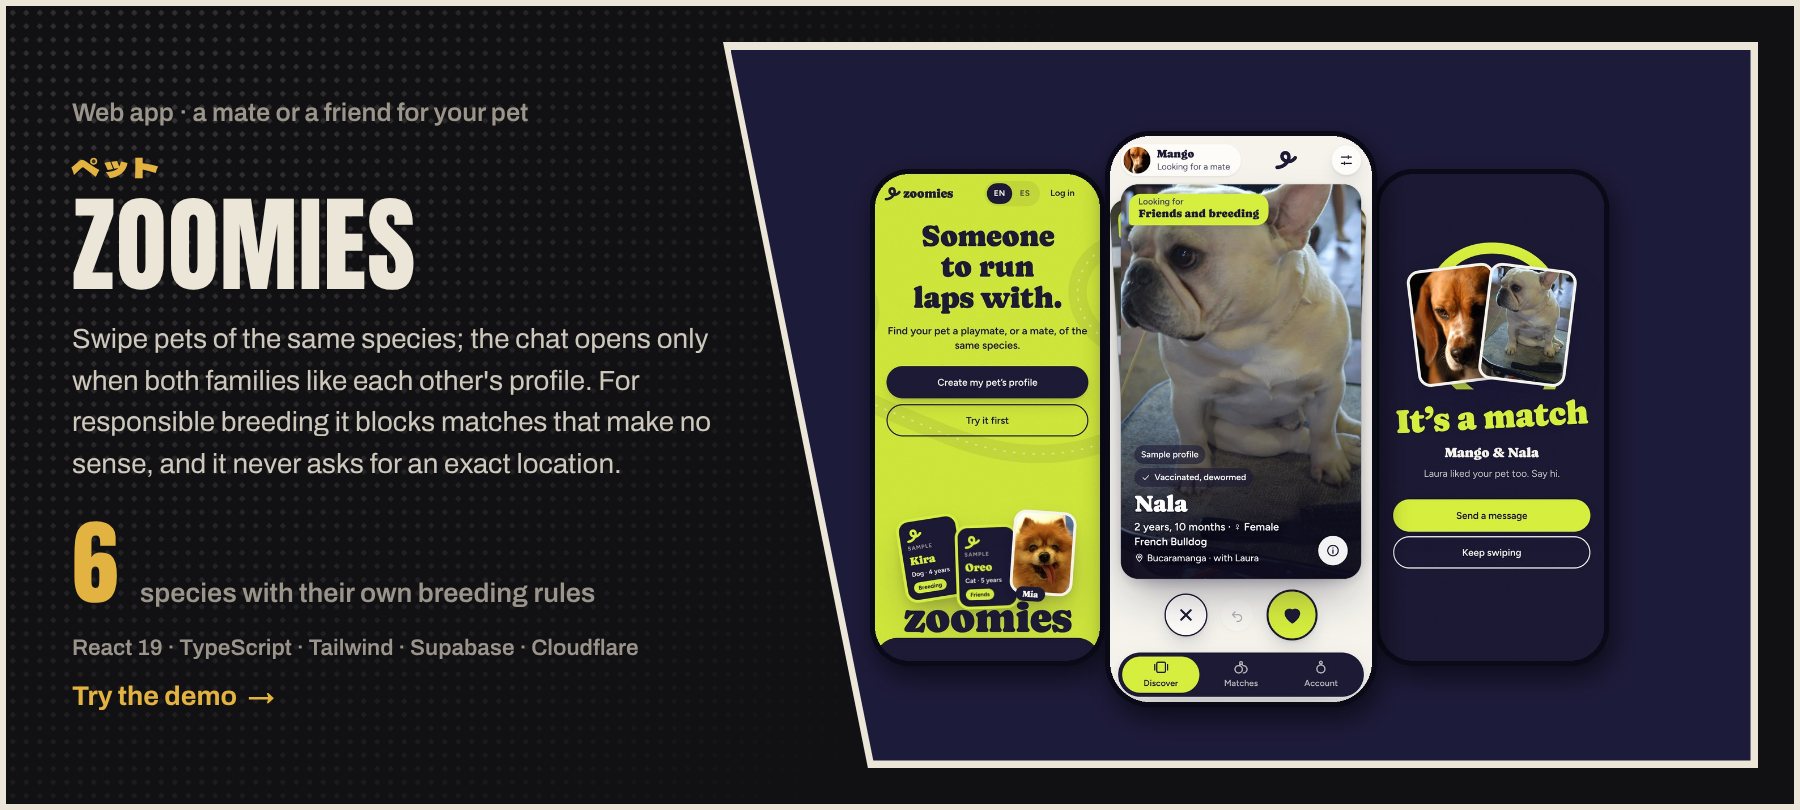 Web app · a mate or a friend for your pet
ペット
ZOOMIES
Swipe pets of the same species; the chat opens only
when both families like each other's profile. For
responsible breeding it blocks matches that make no
sense, and it never asks for an exact location.
6 species with their own breeding rules
React 19 · TypeScript · Tailwind · Supabase · Cloudflare
Try the demo →
zoomies
EN ES
Log in
Someone
to run
laps with.
Find your pet a playmate, or a mate, of the
same species.
Create my pet's profile
Try it first
SAMPLE
Kira
Dog · 4 years
Breeding
SAMPLE
Oreo
Cat · 5 years
Friends
Mia
zoomies
Mango
Looking for a mate
Looking for
Friends and breeding
Sample profile
Vaccinated, dewormed
Nala
2 years, 10 months · ♀ Female
French Bulldog
Bucaramanga · with Laura
Discover
Matches
Account
It's a match
Mango & Nala
Laura liked your pet too. Say hi.
Send a message
Keep swiping